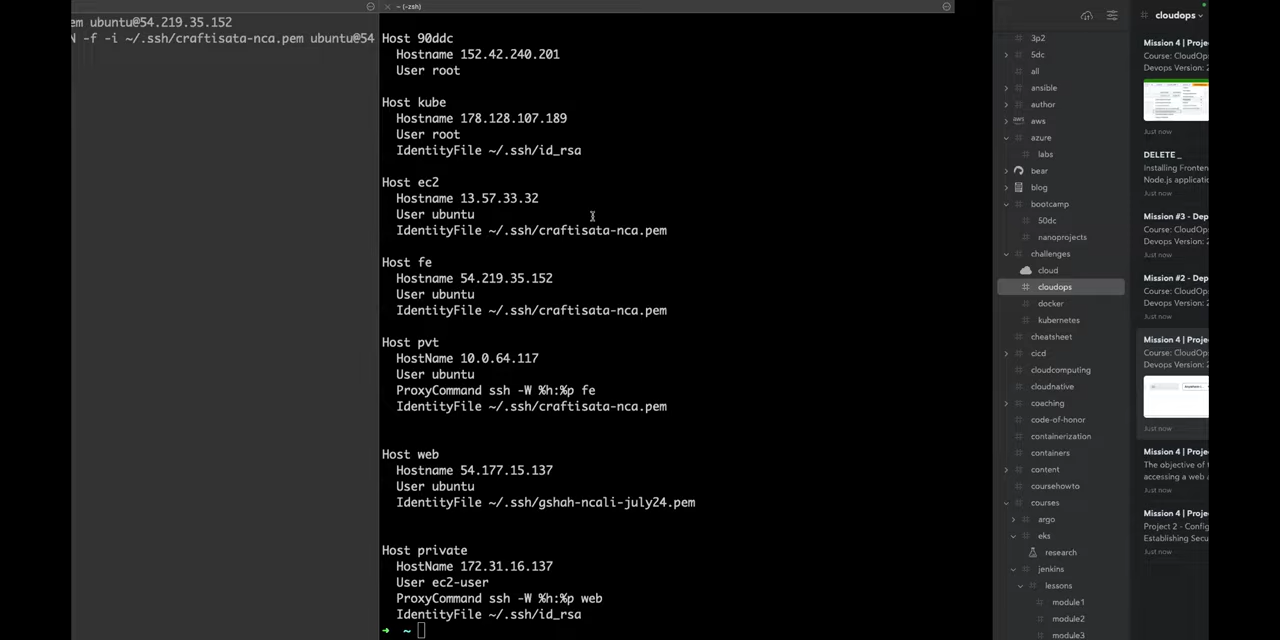 em ubuntu@54.219.35.152
N -f -i ~/.ssh/craftisata-nca.pem ubuntu@54
~ (-zsh)
Host 90ddc
Hostname 152.42.240.201
User root
Host kube
Hostname 178.128.107.189
User root
IdentityFile ~/.ssh/id_rsa
Host ec2
Hostname 13.57.33.32
User ubuntu
IdentityFile ~/.ssh/craftisata-nca.pem
Host fe
Hostname 54.219.35.152
User ubuntu
IdentityFile ~/.ssh/craftisata-nca.pem
Host pvt
HostName 10.0.64.117
User ubuntu
ProxyCommand ssh -W %h:%p fe
IdentityFile ~/.ssh/craftisata-nca.pem
Host web
Hostname 54.177.15.137
User ubuntu
IdentityFile ~/.ssh/gshah-ncali-july24.pem
Host private
HostName 172.31.16.137
User ec2-user
ProxyCommand ssh -W %h:%p web
IdentityFile ~/.ssh/id_rsa
➜ ~
# 3p2
# 5dc
# all
# ansible
# author
aws
# azure
# labs
bear
blog
# bootcamp
# 50dc
# nanoprojects
# challenges
cloud
# cloudops
# docker
# kubernetes
# cheatsheet
# cicd
# cloudcomputing
# cloudnative
# coaching
# code-of-honor
# containerization
# containers
# content
# coursehowto
# courses
# argo
# eks
research
# jenkins
# lessons
# module1
# module2
# module3
# cloudops
Mission 4 | Proje
Course: CloudOp
Devops Version: 2
Just now
DELETE _
Installing Fronten
Node.js applicatio
Just now
Mission #3 - Dep
Course: CloudOp
Devops Version: 2
Just now
Mission #2 - Dep
Course: CloudOp
Devops Version: 2
Just now
Mission 4 | Proje
Course: CloudOp
Devops Version: 2
Just now
Mission 4 | Proje
The objective of t
accessing a web a
Just now
Mission 4 | Proje
Project 2 - Config
Establishing Secu
Just now